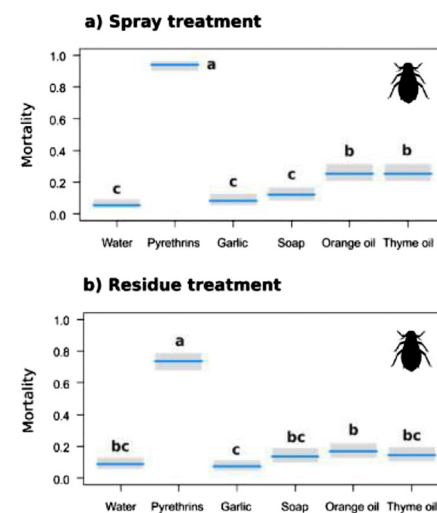 a) Spray treatment
1.0
0.8
0.6
0.4
0.2
0.0
Mortality
c
a
c
c
b
b
Water Pyrethrins Garlic Soap Orange oil Thyme oil
b) Residue treatment
1.0
0.8
0.6
0.4
0.2
0.0
Mortality
bc
a
c
bc
b
bc
Water Pyrethrins Garlic Soap Orange oil Thyme oil